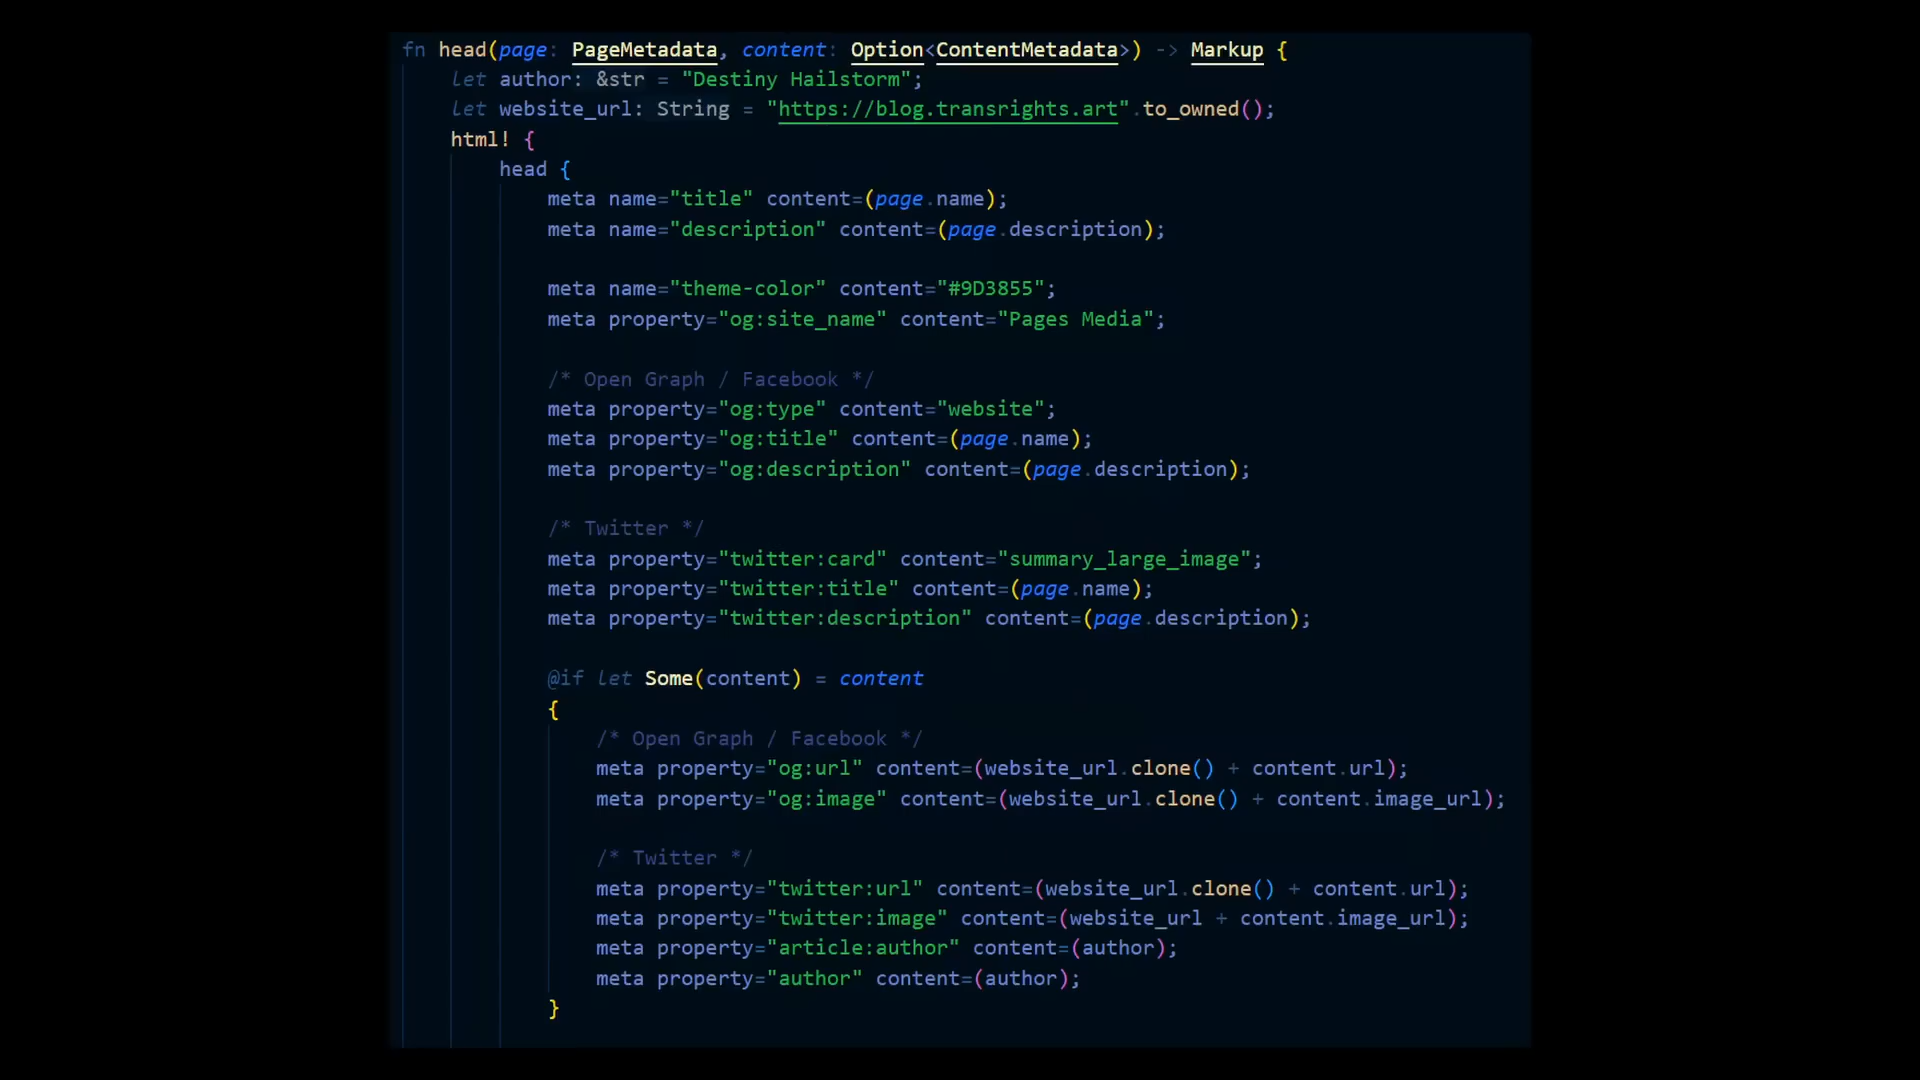 fn head(page: PageMetadata, content: Option<ContentMetadata>) -> Markup {
let author: &str = "Destiny Hailstorm";
let website_url: String = "https://blog.transrights.art".to_owned();
html! {
head {
meta name="title" content=(page.name);
meta name="description" content=(page.description);
meta name="theme-color" content="#9D3855";
meta property="og:site_name" content="Pages Media";
/* Open Graph / Facebook */
meta property="og:type" content="website";
meta property="og:title" content=(page.name);
meta property="og:description" content=(page.description);
/* Twitter */
meta property="twitter:card" content="summary_large_image";
meta property="twitter:title" content=(page.name);
meta property="twitter:description" content=(page.description);
@if let Some(content) = content
{
/* Open Graph / Facebook */
meta property="og:url" content=(website_url.clone() + content.url);
meta property="og:image" content=(website_url.clone() + content.image_url);
/* Twitter */
meta property="twitter:url" content=(website_url.clone() + content.url);
meta property="twitter:image" content=(website_url + content.image_url);
meta property="article:author" content=(author);
meta property="author" content=(author);
}